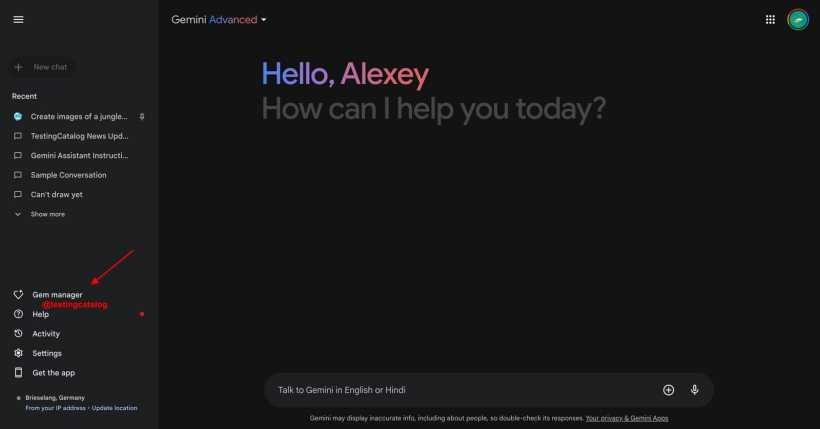 Gemini Advanced
New chat
Recent
Create images of a jungle...
TestingCatalog News Upd...
Gemini Assistant Instructi...
Sample Conversation
Can't draw yet
Show more
Gem manager
@testingcatalog
Help
Activity
Settings
Get the app
Brieselang, Germany
From your IP address • Update location
Hello, Alexey
How can I help you today?
Talk to Gemini in English or Hindi
Gemini may display inaccurate info, including about people, so double-check its responses. Your privacy & Gemini Apps